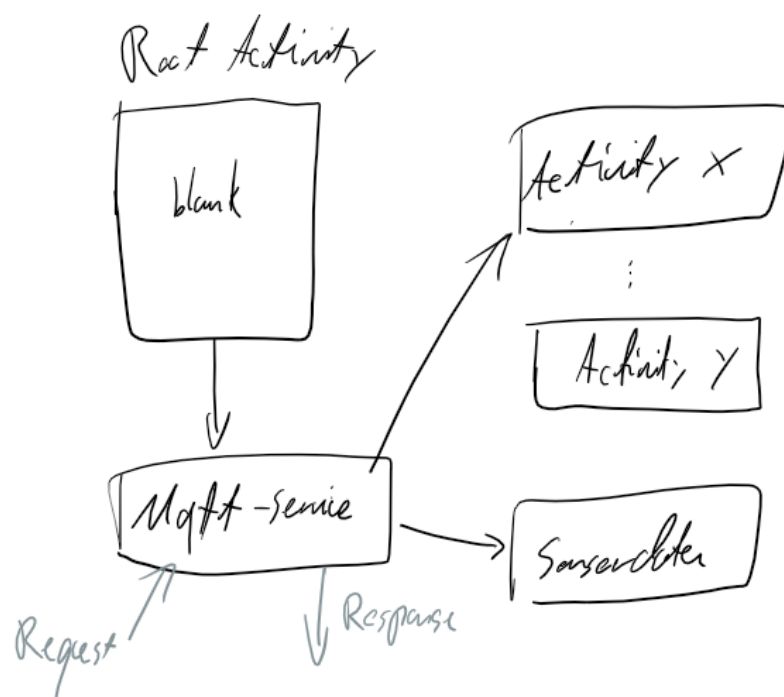 Root Activity
blank
Activity X
Activity Y
Mqtt-Service
Sensordaten
Request
Response